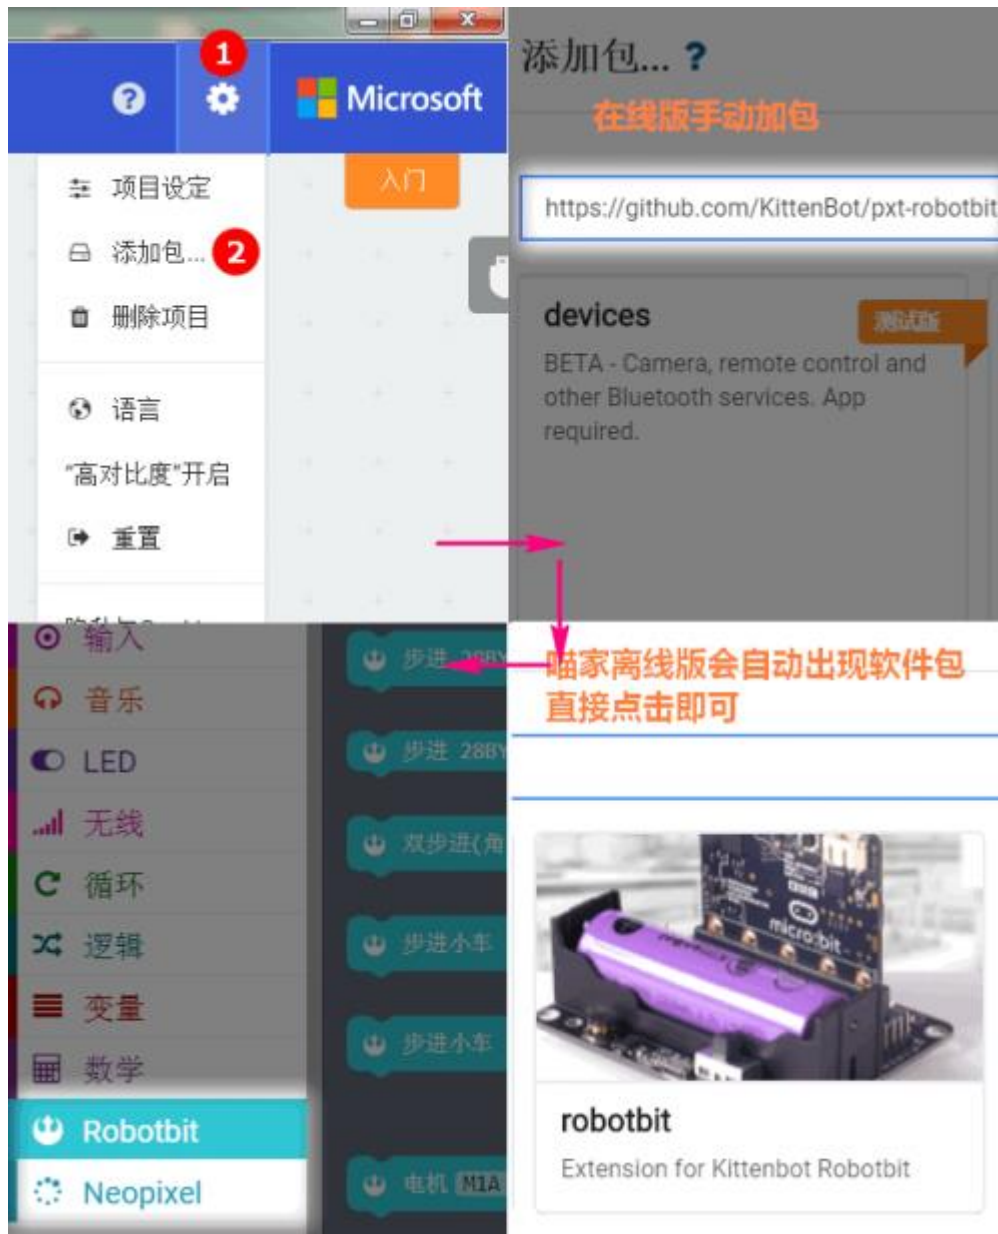 1
Microsoft
入门
项目设定
添加包...
2
删除项目
语言
"高对比度"开启
重置
添加包... ?
在线版手动加包
https://github.com/KittenBot/pxt-robotbit
devices
测试版
BETA - Camera, remote control and
other Bluetooth services. App
required.
喵家离线版会自动出现软件包
直接点击即可
micro:bit
robotbit
Extension for Kittenbot Robotbit
输入
音乐
LED
无线
循环
逻辑
变量
数学
Robotbit
Neopixel
步进 28BY
步进 28BY
双步进(角
步进小车
步进小车
电机 M1A